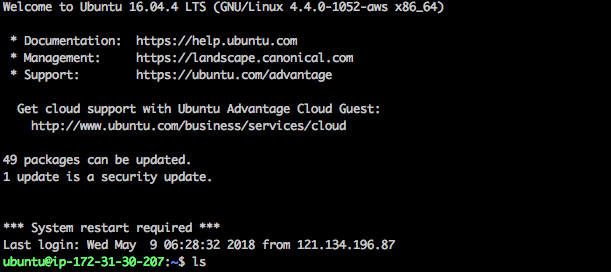 Welcome to Ubuntu 16.04.4 LTS (GNU/Linux 4.4.0-1052-aws x86_64)
* Documentation:  https://help.ubuntu.com
* Management:     https://landscape.canonical.com
* Support:        https://ubuntu.com/advantage
Get cloud support with Ubuntu Advantage Cloud Guest:
http://www.ubuntu.com/business/services/cloud
49 packages can be updated.
1 update is a security update.
*** System restart required ***
Last login: Wed May  9 06:28:32 2018 from 121.134.196.87
ubuntu@ip-172-31-30-207:~$ ls